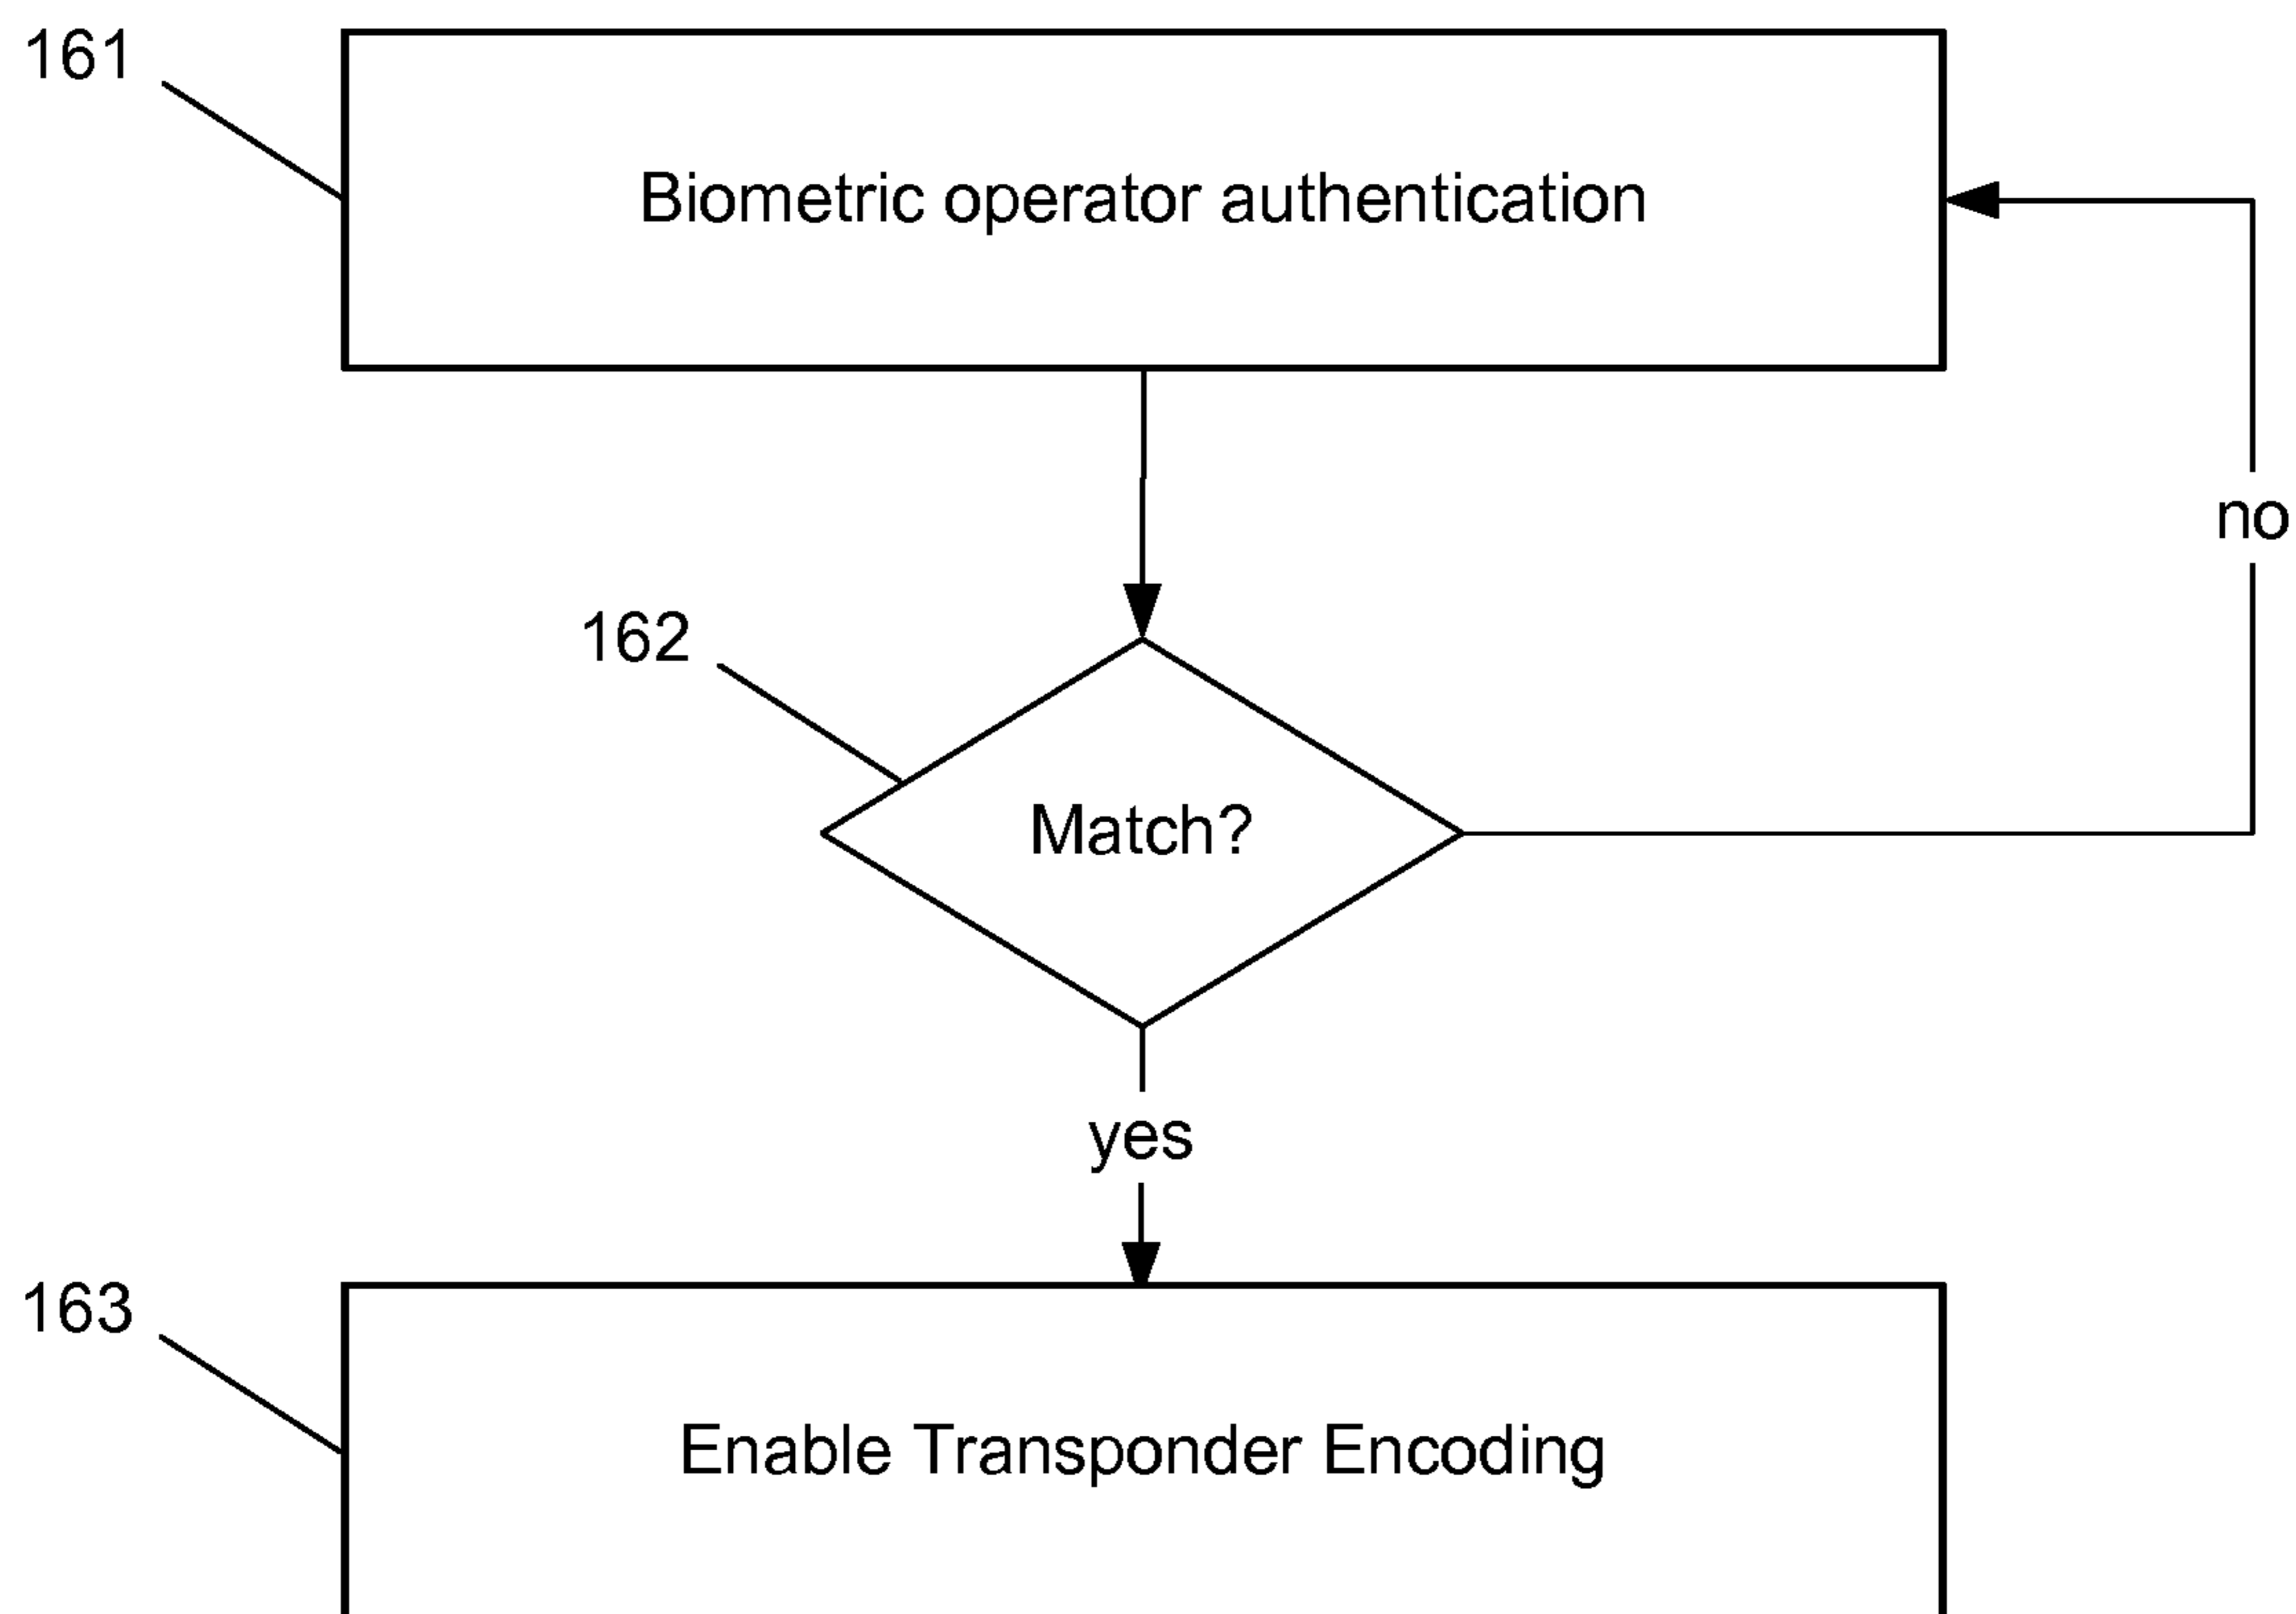 161
Biometric operator authentication
no
162
Match?
yes
163
Enable Transponder Encoding